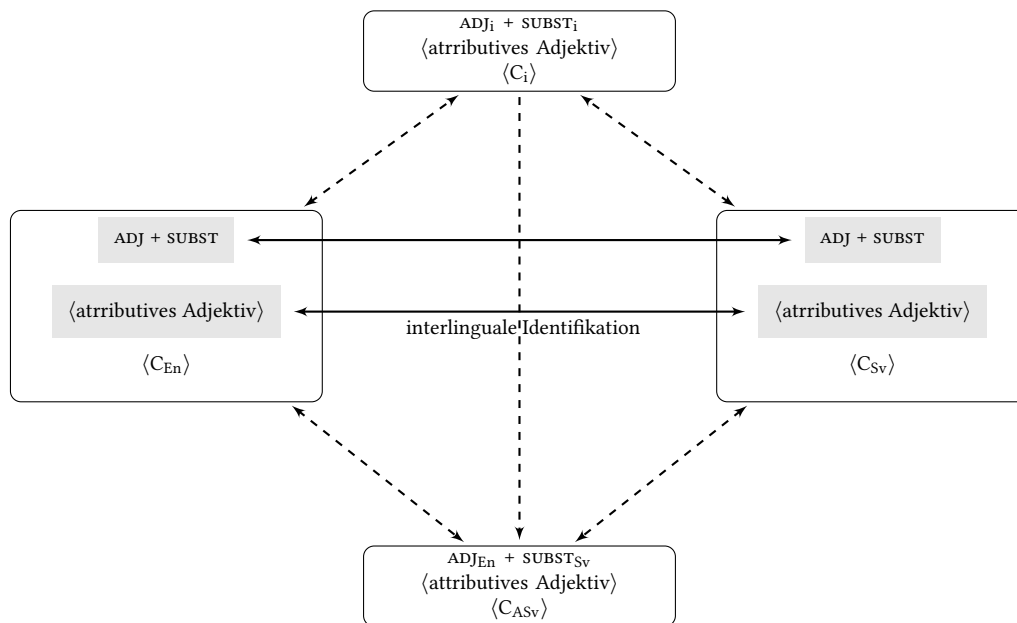 ADJi + SUBSTi
⟨atrributives Adjektiv⟩
⟨Ci⟩
ADJ + SUBST
ADJ + SUBST
⟨atrributives Adjektiv⟩
⟨atrributives Adjektiv⟩
interlinguale Identifikation
⟨CEn⟩
⟨CSv⟩
ADJEn + SUBSTSv
⟨attributives Adjektiv⟩
⟨CASv⟩